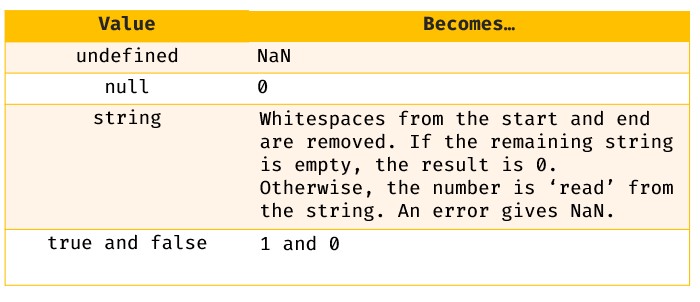 Value Becomes…
undefined NaN
null 0
string Whitespaces from the start and end
are removed. If the remaining string
is empty, the result is 0.
Otherwise, the number is ‘read’ from
the string. An error gives NaN.
true and false 1 and 0